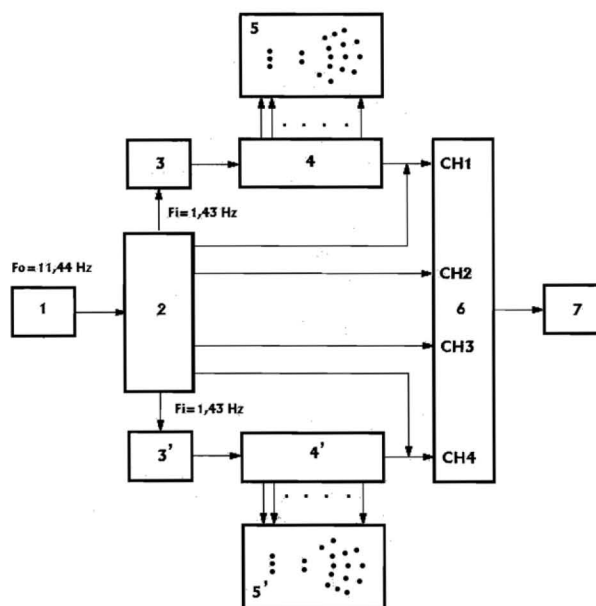 5
3
4
CH1
Fi=1,43 Hz
Fo=11,44 Hz
CH2
1
2
6
7
CH3
Fi=1,43 Hz
3'
4'
CH4
5'